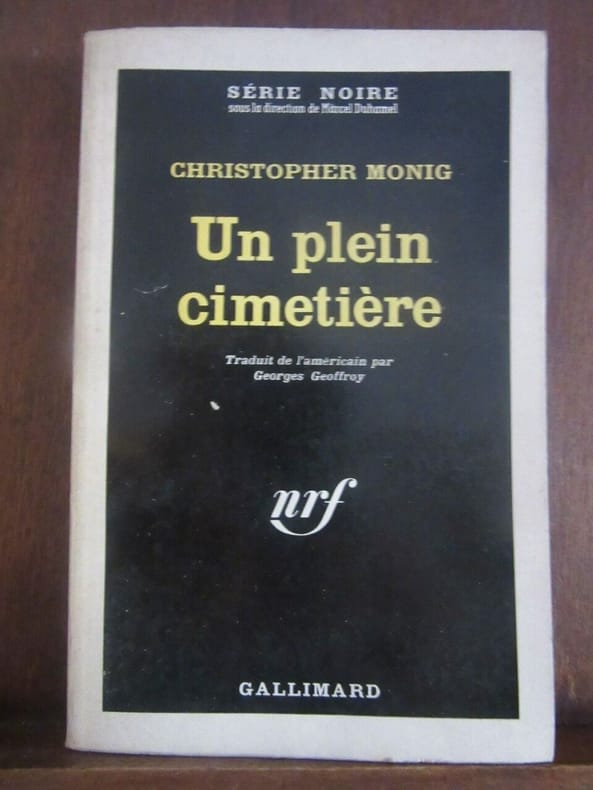 SÉRIE NOIRE
sous la direction de Marcel Duhamel
CHRISTOPHER MONIG
Un plein
cimetière
Traduit de l'américain par
Georges Geoffroy
nrf
GALLIMARD